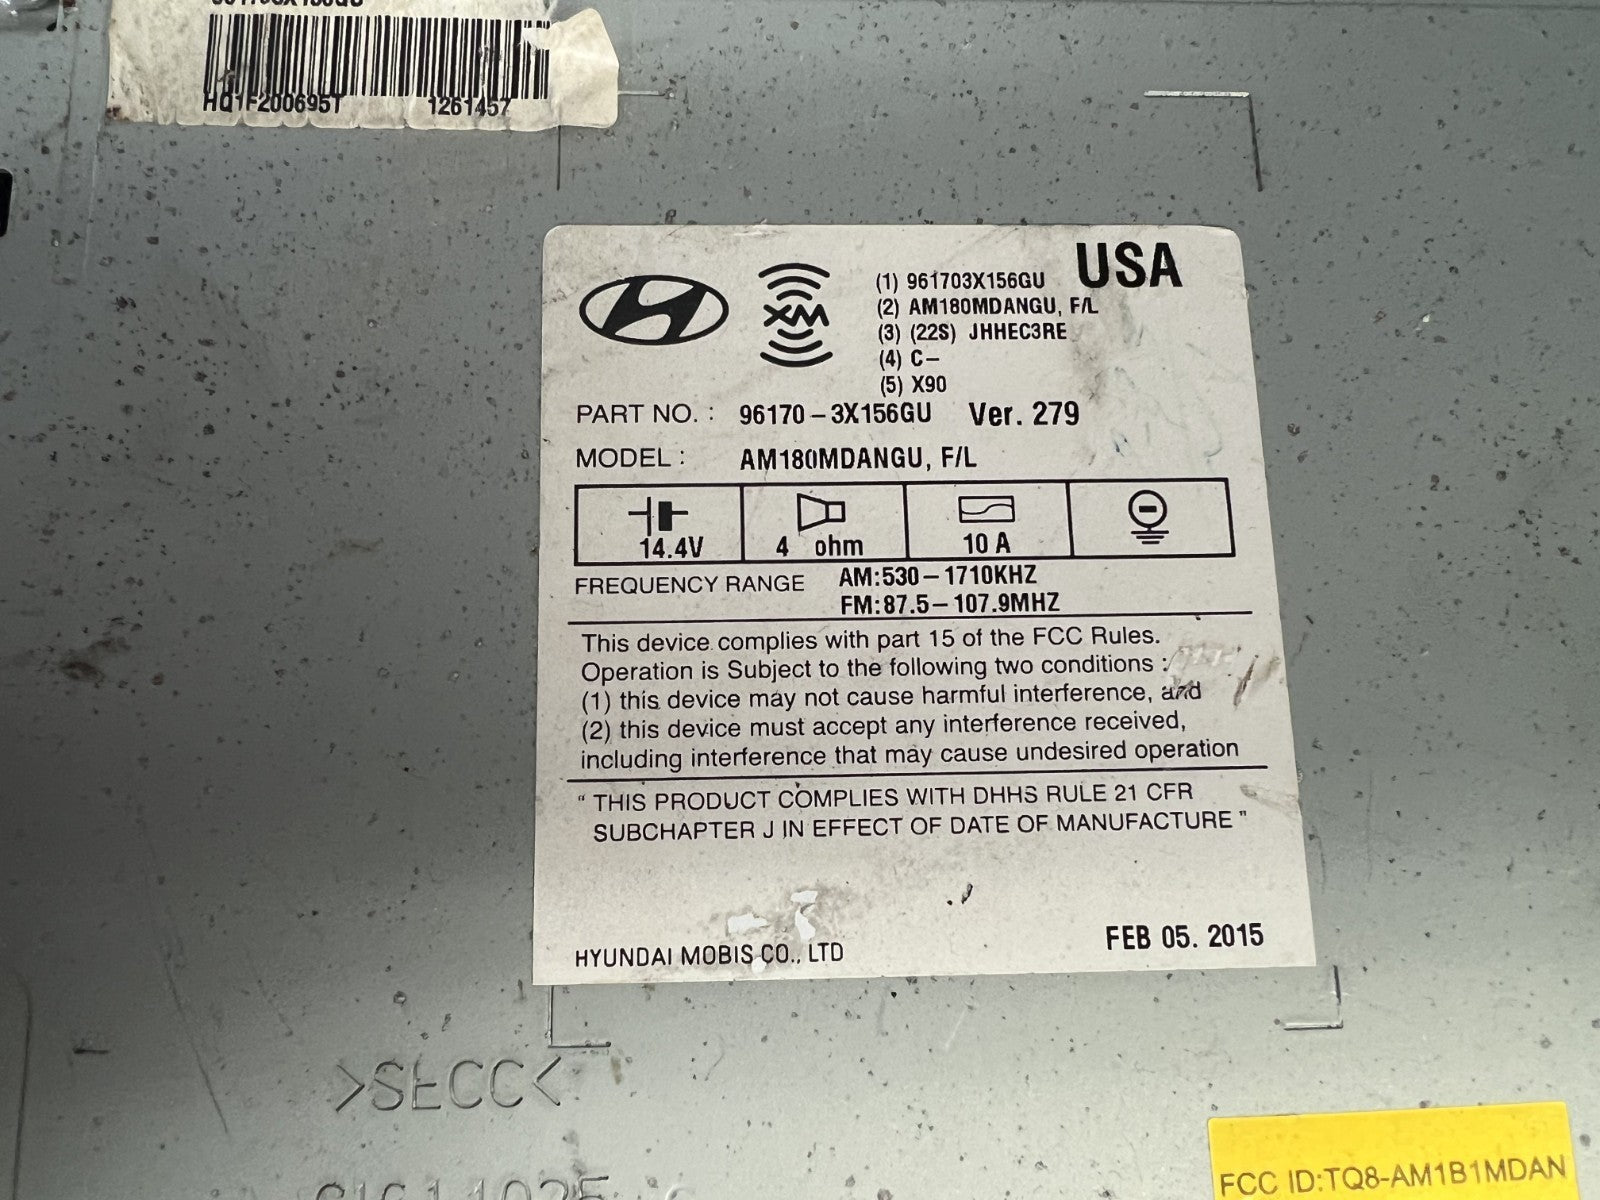 HQ1F200695T 1261457
USA
XM
(1) 961703X156GU
(2) AM180MDANGU, F/L
(3) (22S) JHHEC3RE
(4) C-
(5) X90
PART NO. : 96170-3X156GU Ver. 279
MODEL : AM180MDANGU, F/L
14.4V 4 ohm 10 A
FREQUENCY RANGE AM:530-1710KHZ
FM:87.5-107.9MHZ
This device complies with part 15 of the FCC Rules.
Operation is Subject to the following two conditions :
(1) this device may not cause harmful interference, and
(2) this device must accept any interference received,
including interference that may cause undesired operation
" THIS PRODUCT COMPLIES WITH DHHS RULE 21 CFR
SUBCHAPTER J IN EFFECT OF DATE OF MANUFACTURE "
HYUNDAI MOBIS CO., LTD
FEB 05. 2015
>SECC<
FCC ID:TQ8-AM1B1MDAN